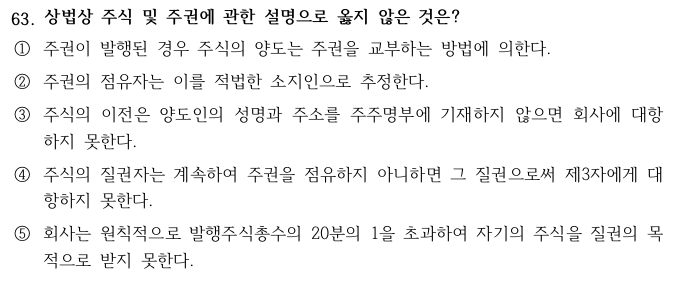 63. 상법상 주식 및 주권에 관한 설명으로 옳지 않은 것은?
① 주권이 발행된 경우 주식의 양도는 주권을 교부하는 방법에 의한다.
② 주권의 점유자는 이를 적법한 소지인으로 추정한다.
③ 주식의 이전은 양도인의 성명과 주소를 주주명부에 기재하지 않으면 회사에 대항
하지 못한다.
④ 주식의 질권자는 계속하여 주권을 점유하지 아니하면 그 질권으로써 제3자에게 대
항하지 못한다.
⑤ 회사는 원칙적으로 발행주식총수의 20분의 1을 초과하여 자기의 주식을 질권의 목
적으로 받지 못한다.